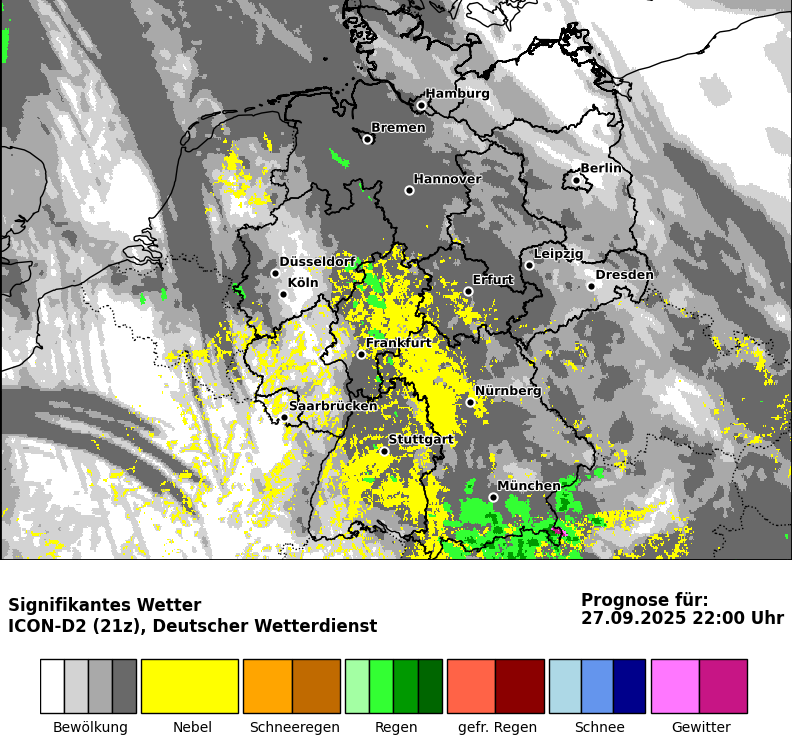 Hamburg
Bremen
Berlin
Hannover
Leipzig
Düsseldorf
Dresden
Köln
Erfurt
Frankfurt
Nürnberg
Saarbrücken
Stuttgart
München
Signifikantes Wetter
ICON-D2 (21z), Deutscher Wetterdienst
Prognose für:
27.09.2025 22:00 Uhr
Bewölkung Nebel Schneeregen Regen gefr. Regen Schnee Gewitter